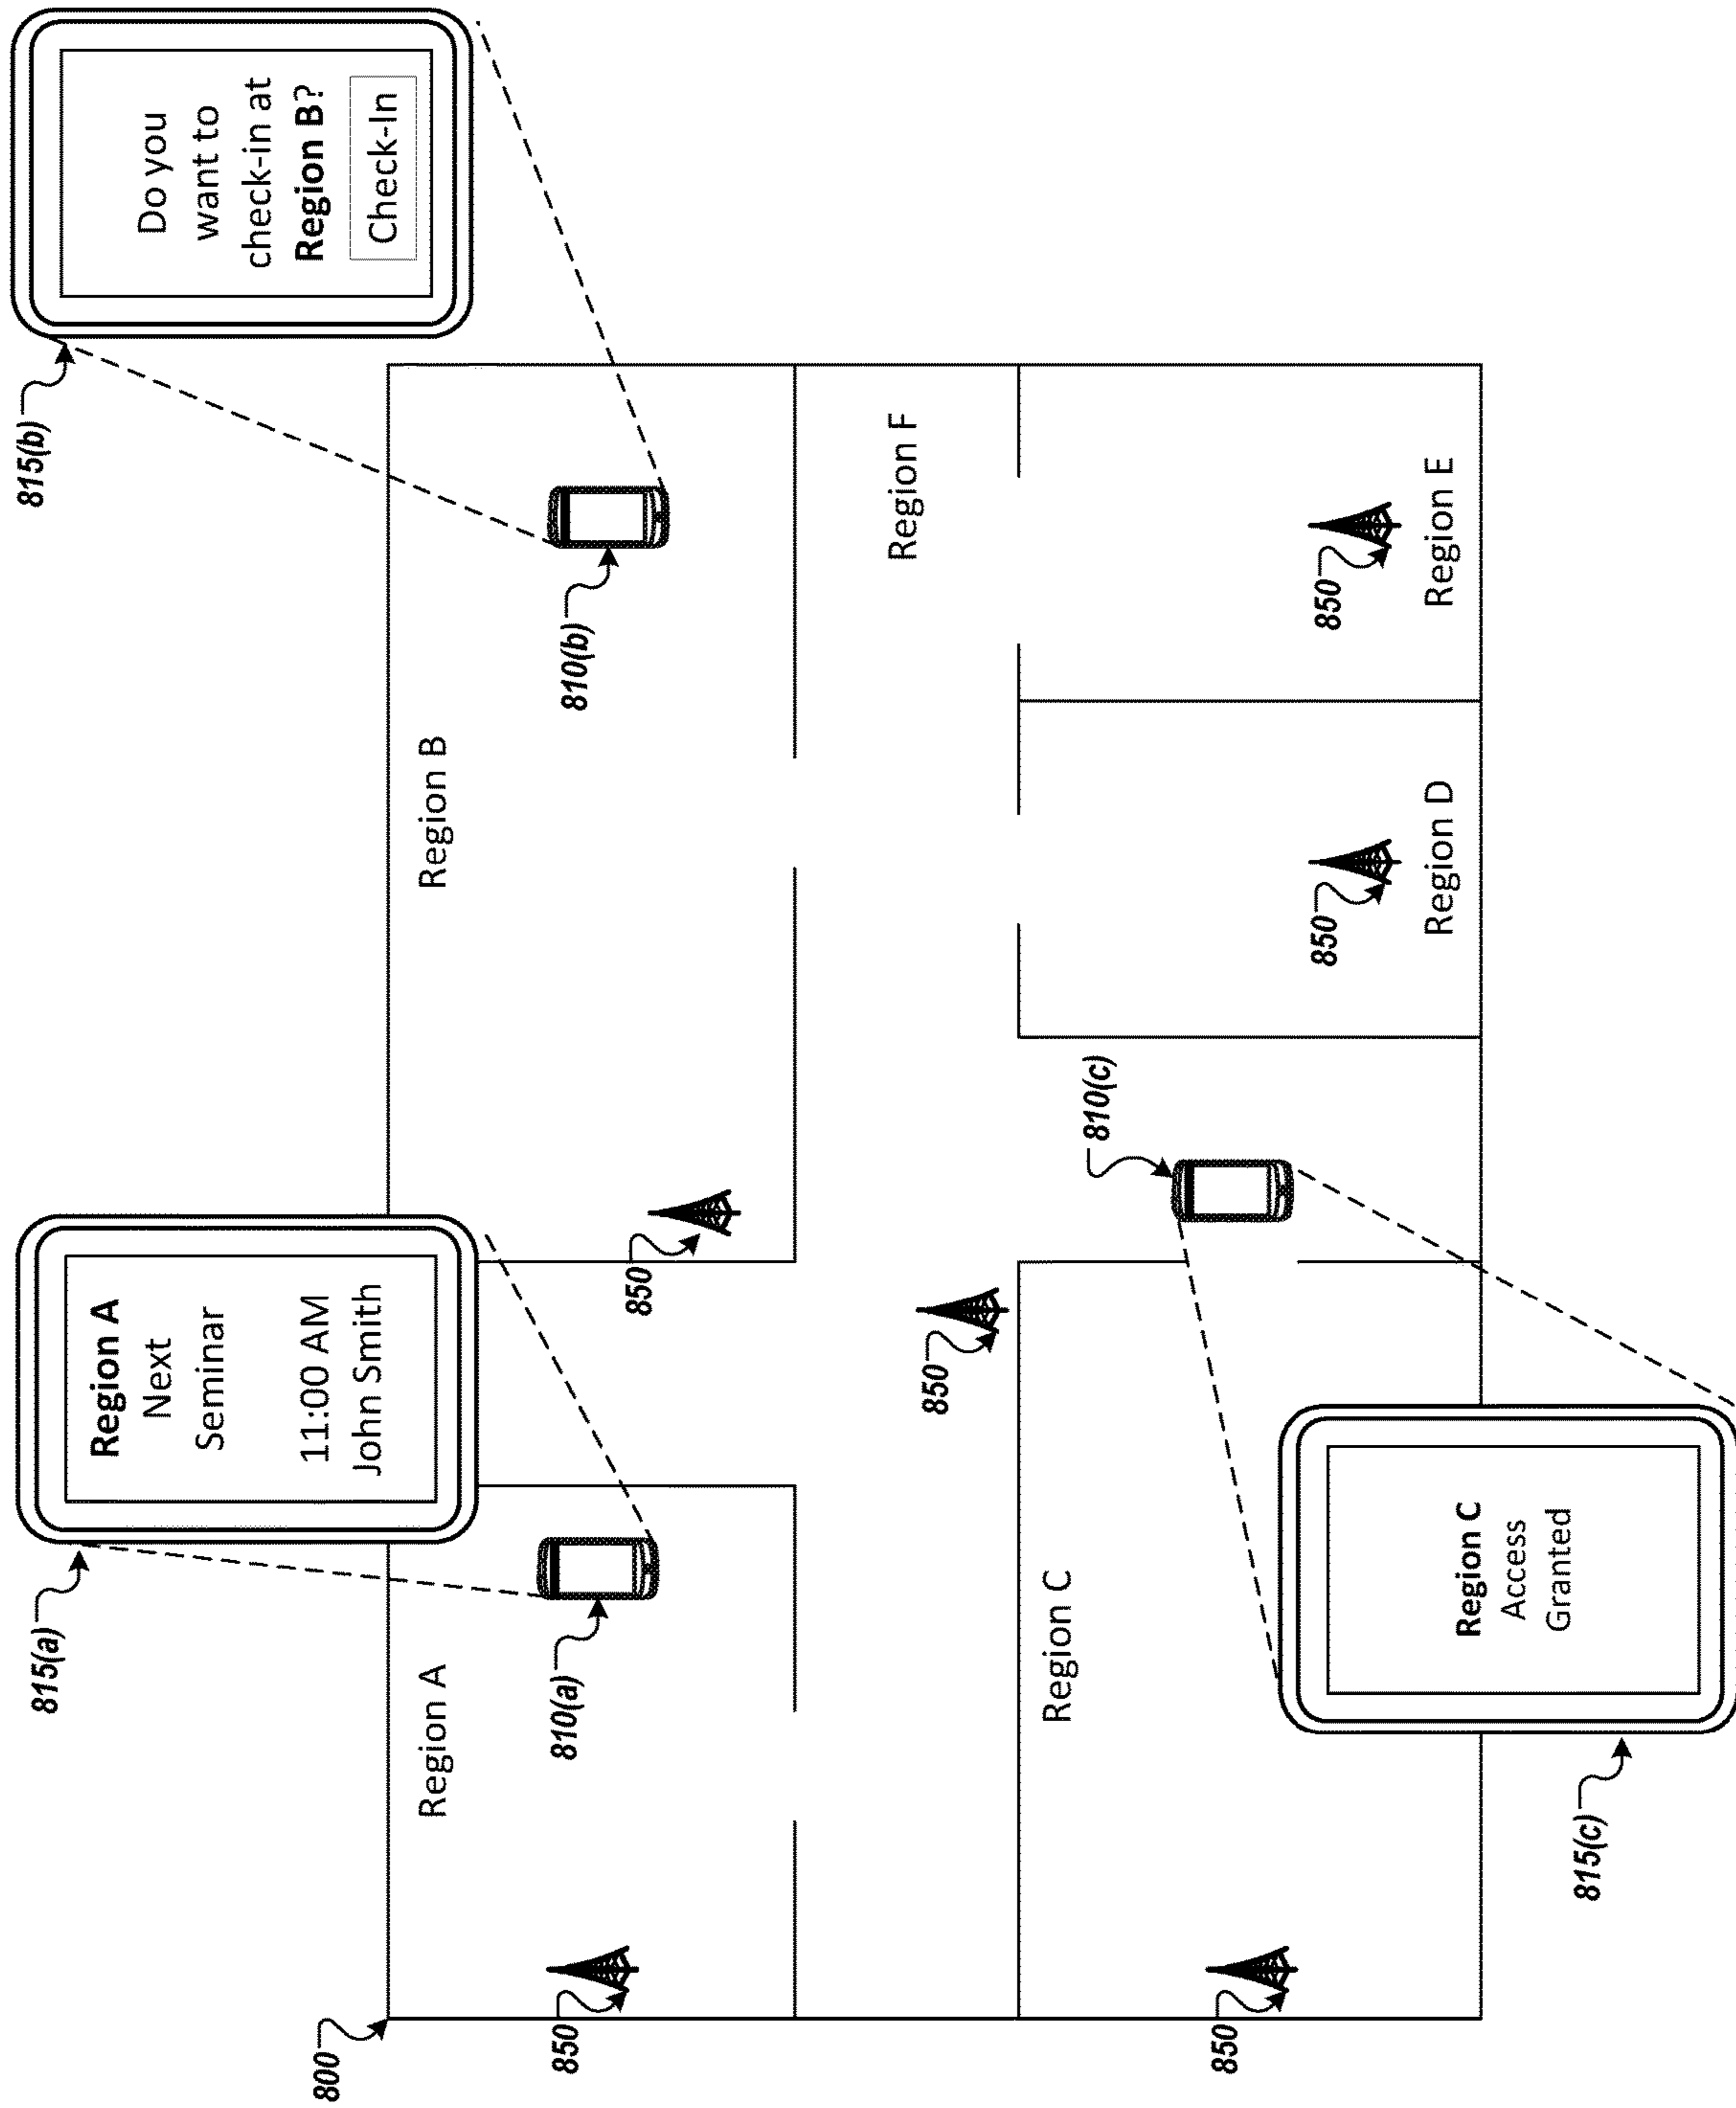 815(a)
Region A
Next
Seminar
11:00 AM
John Smith
815(b)
Do you
want to
check-in at
Region B?
Check-In
800
Region A
Region B
850
810(a)
850
810(b)
850
Region F
Region C
810(c)
850
850
850
Region D
Region E
815(c)
Region C
Access
Granted